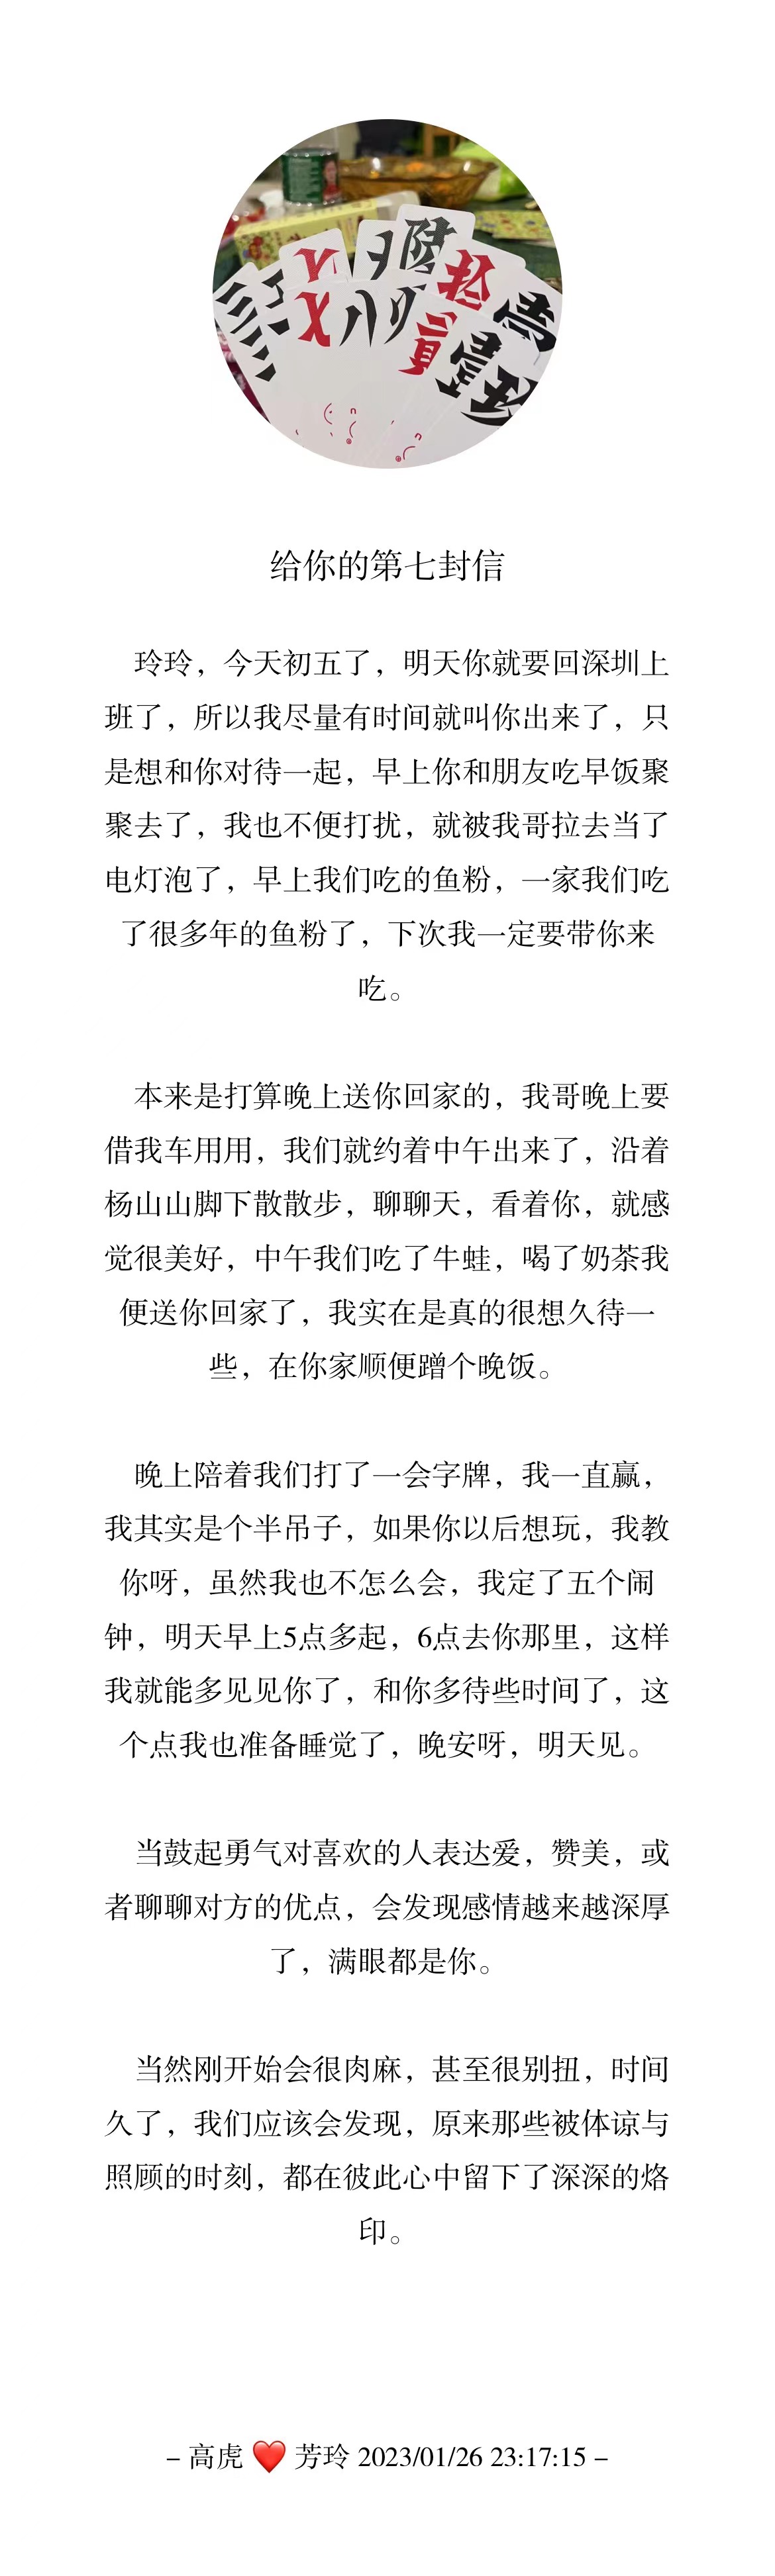 给你的第七封信
玲玲，今天初五了，明天你就要回深圳上
班了，所以我尽量有时间就叫你出来了，只
是想和你对待一起，早上你和朋友吃早饭聚
聚去了，我也不便打扰，就被我哥拉去当了
电灯泡了，早上我们吃的鱼粉，一家我们吃
了很多年的鱼粉了，下次我一定要带你来
吃。
本来是打算晚上送你回家的，我哥晚上要
借我车用用，我们就约着中午出来了，沿着
杨山山脚下散散步，聊聊天，看着你，就感
觉很美好，中午我们吃了牛蛙，喝了奶茶我
便送你回家了，我实在是真的很想久待一
些，在你家顺便蹭个晚饭。
晚上陪着我们打了一会字牌，我一直赢，
我其实是个半吊子，如果你以后想玩，我教
你呀，虽然我也不怎么会，我定了五个闹
钟，明天早上5点多起，6点去你那里，这样
我就能多见见你了，和你多待些时间了，这
个点我也准备睡觉了，晚安呀，明天见。
当鼓起勇气对喜欢的人表达爱，赞美，或
者聊聊对方的优点，会发现感情越来越深厚
了，满眼都是你。
当然刚开始会很肉麻，甚至很别扭，时间
久了，我们应该会发现，原来那些被体谅与
照顾的时刻，都在彼此心中留下了深深的烙
印。
– 高虎 ❤️ 芳玲 2023/01/26 23:17:15 –